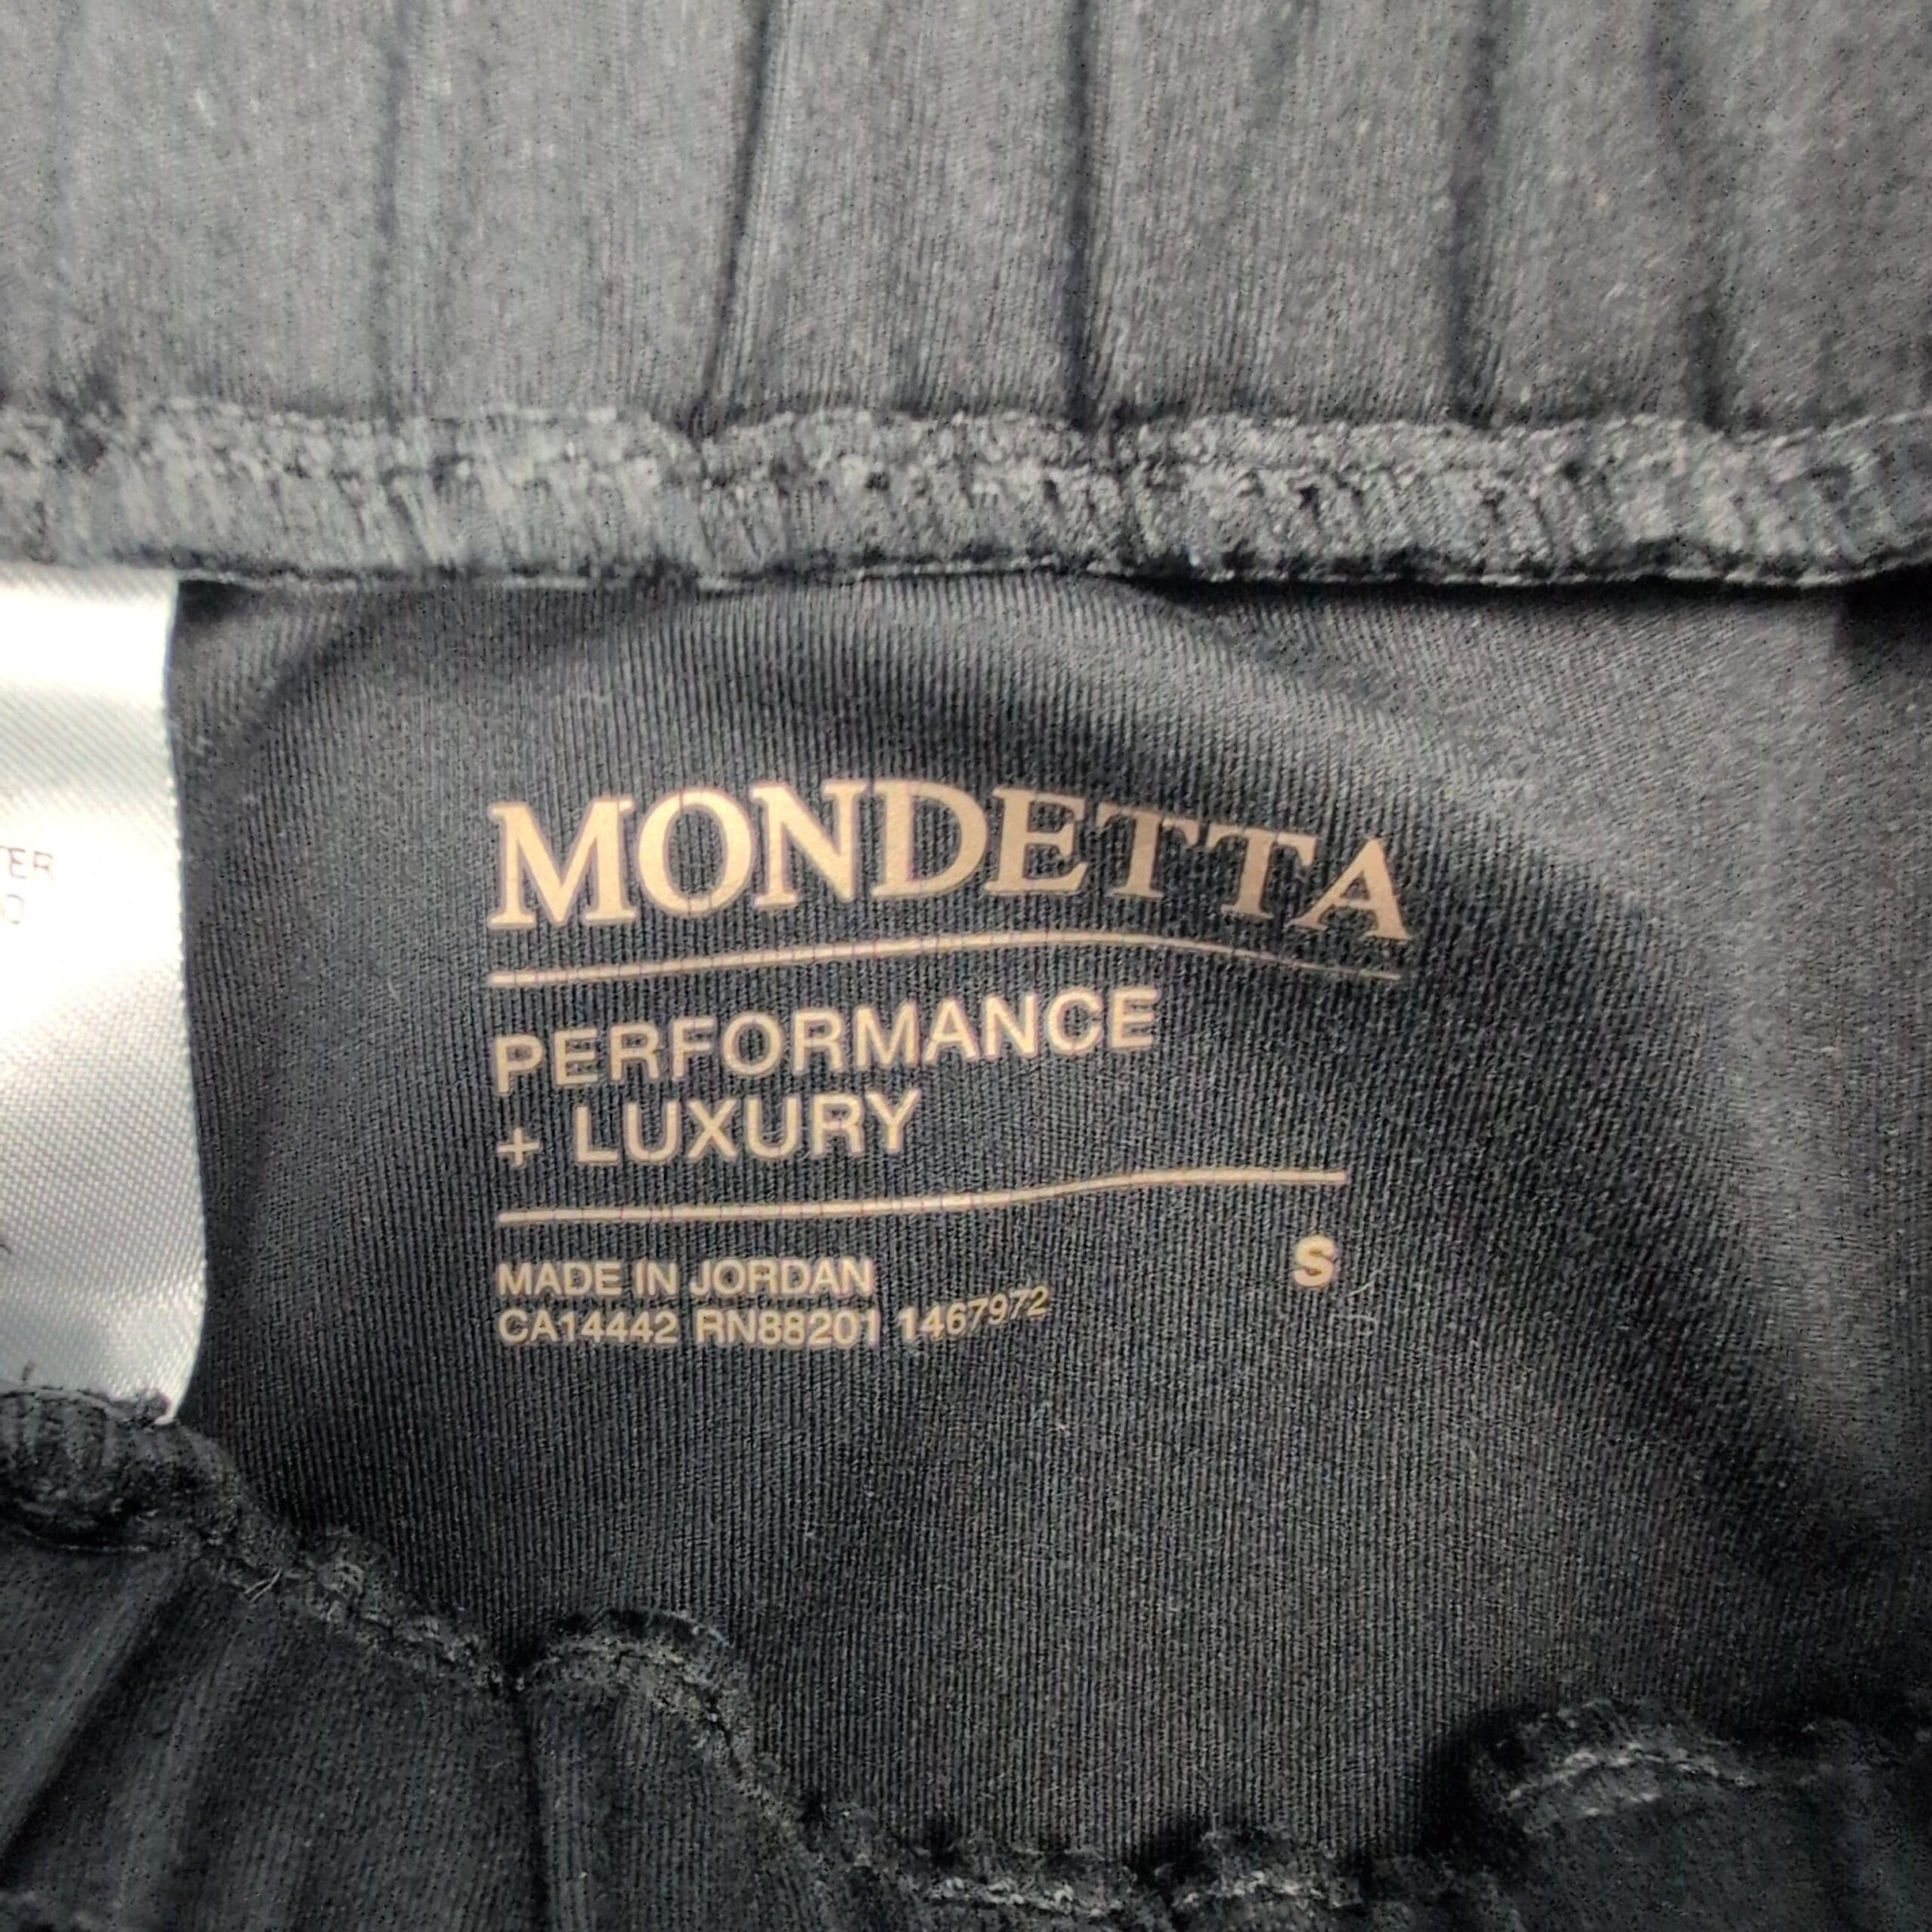 MONDETTA
PERFORMANCE
+ LUXURY
MADE IN JORDAN
S
CA14442 RN88201 1467972